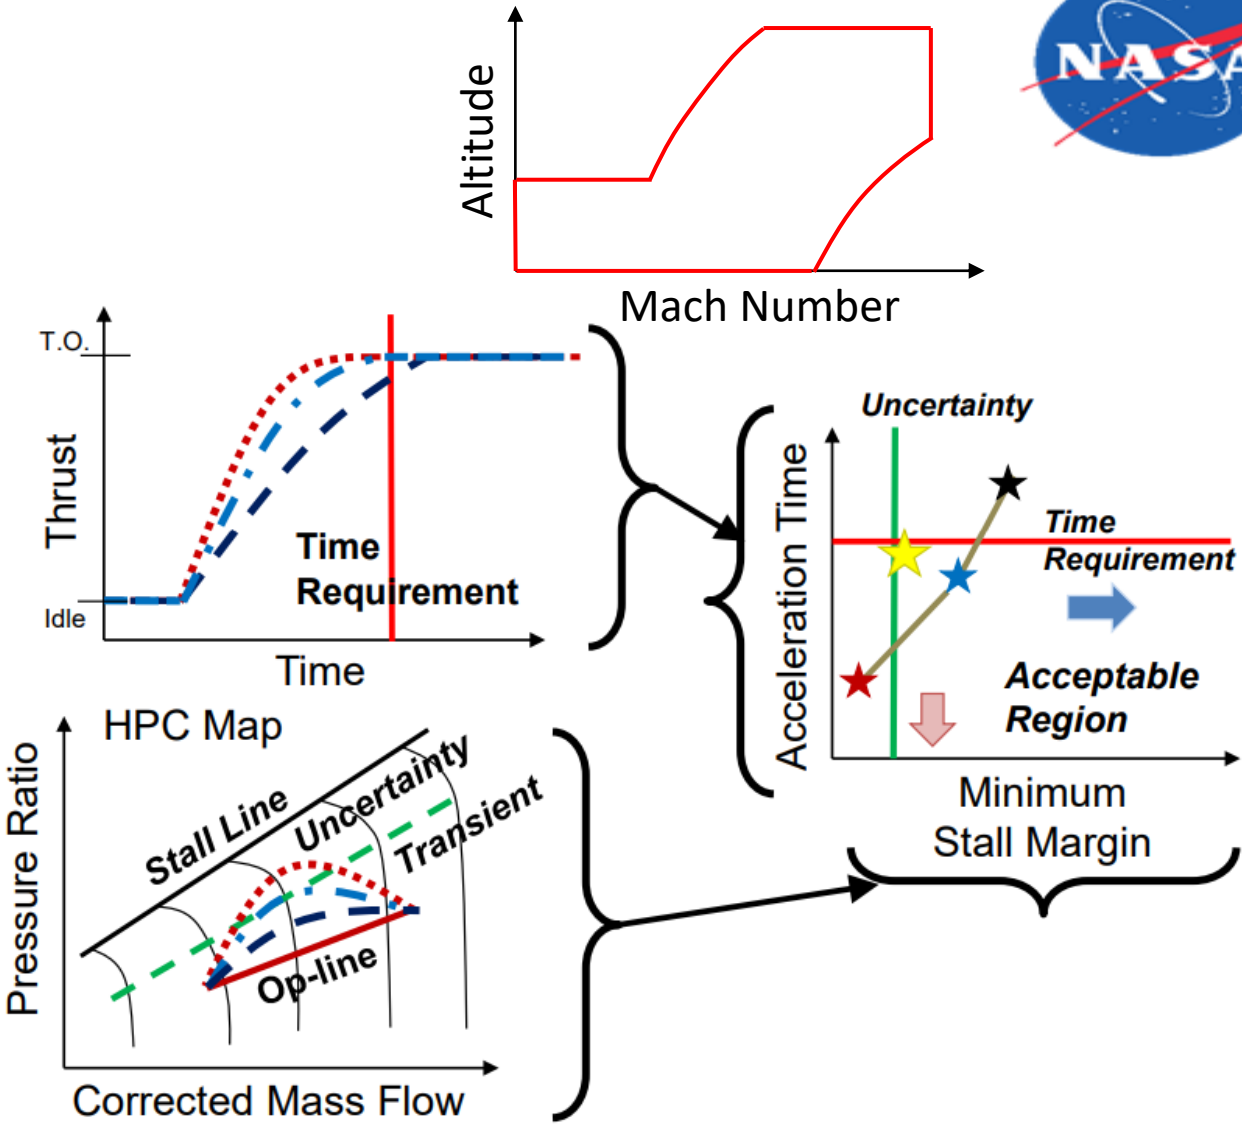 Altitude
Mach Number
NASA
T.O.
Thrust
Idle
Time
Requirement
Time
HPC Map
Pressure Ratio
Stall Line
Uncertainty
Transient
Op-line
Corrected Mass Flow
Uncertainty
Acceleration Time
Time
Requirement
Acceptable
Region
Minimum
Stall Margin